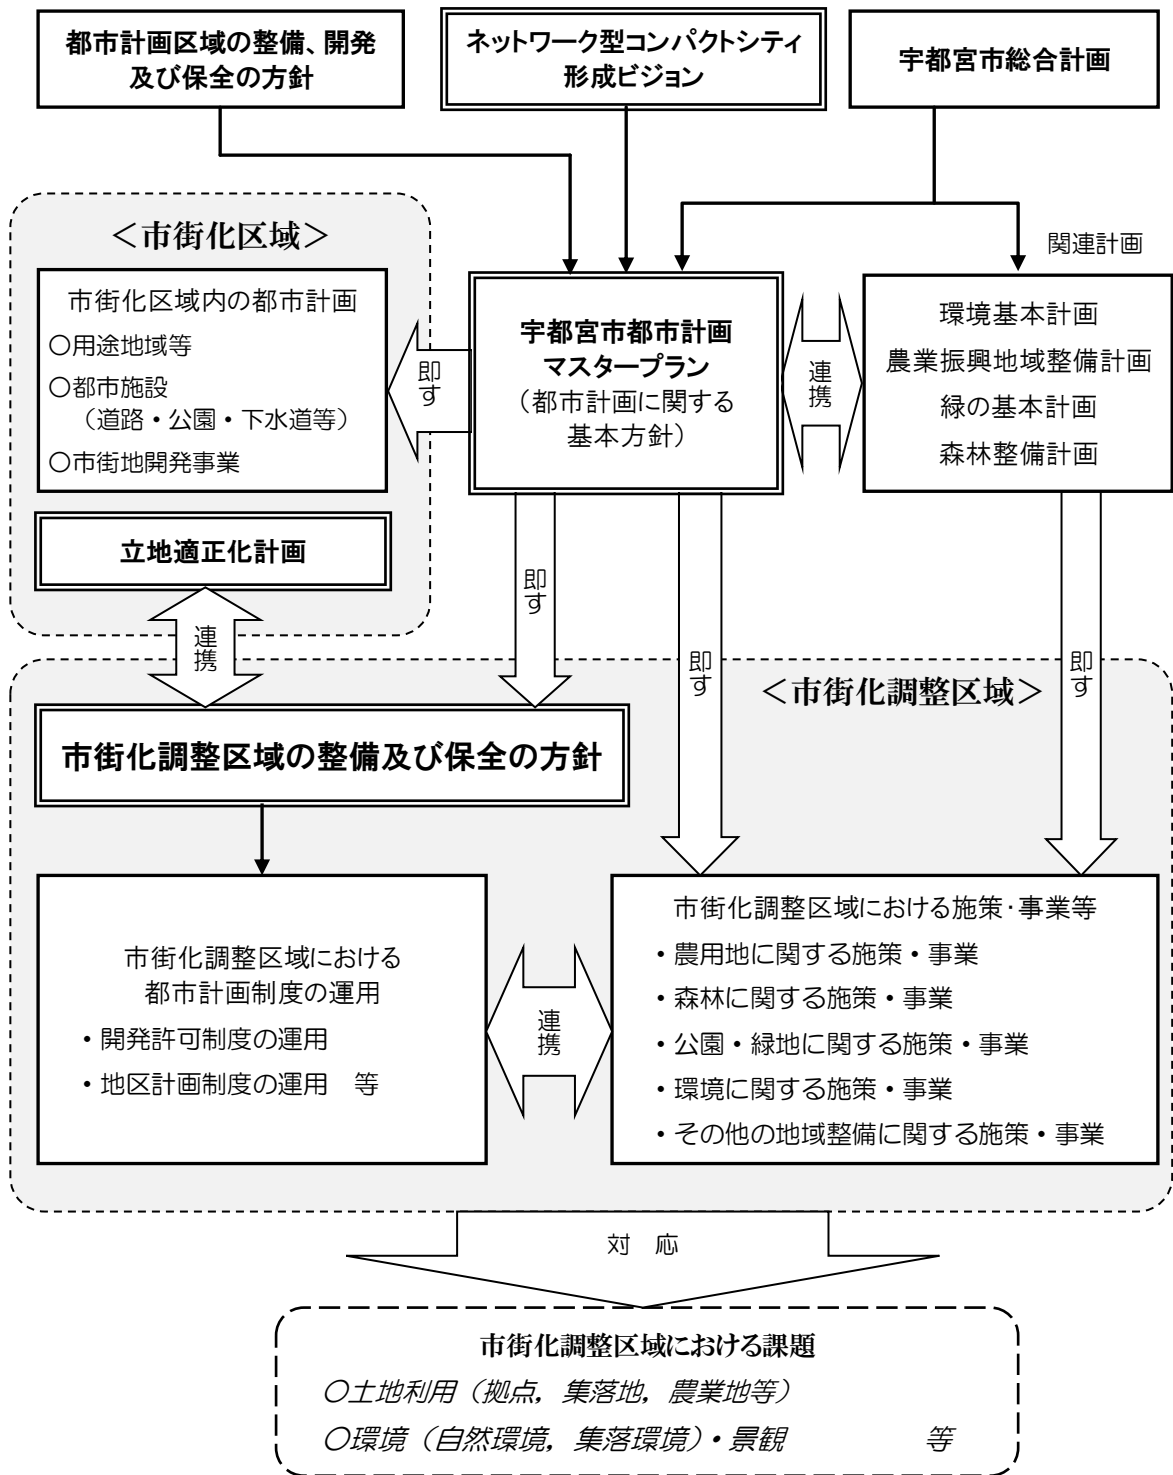 都市計画区域の整備、開発
及び保全の方針
ネットワーク型コンパクトシティ
形成ビジョン
宇都宮市総合計画
＜市街化区域＞
市街化区域内の都市計画
○用途地域等
○都市施設
（道路・公園・下水道等）
○市街地開発事業
立地適正化計画
即す
宇都宮市都市計画
マスタープラン
（都市計画に関する
基本方針）
連携
関連計画
環境基本計画
農業振興地域整備計画
緑の基本計画
森林整備計画
連携
即す
即す
即す
＜市街化調整区域＞
市街化調整区域の整備及び保全の方針
市街化調整区域における
都市計画制度の運用
・開発許可制度の運用
・地区計画制度の運用　等
連携
市街化調整区域における施策・事業等
・農用地に関する施策・事業
・森林に関する施策・事業
・公園・緑地に関する施策・事業
・環境に関する施策・事業
・その他の地域整備に関する施策・事業
対　応
市街化調整区域における課題
○土地利用（拠点，集落地，農業地等）
○環境（自然環境，集落環境）・景観　　　　等